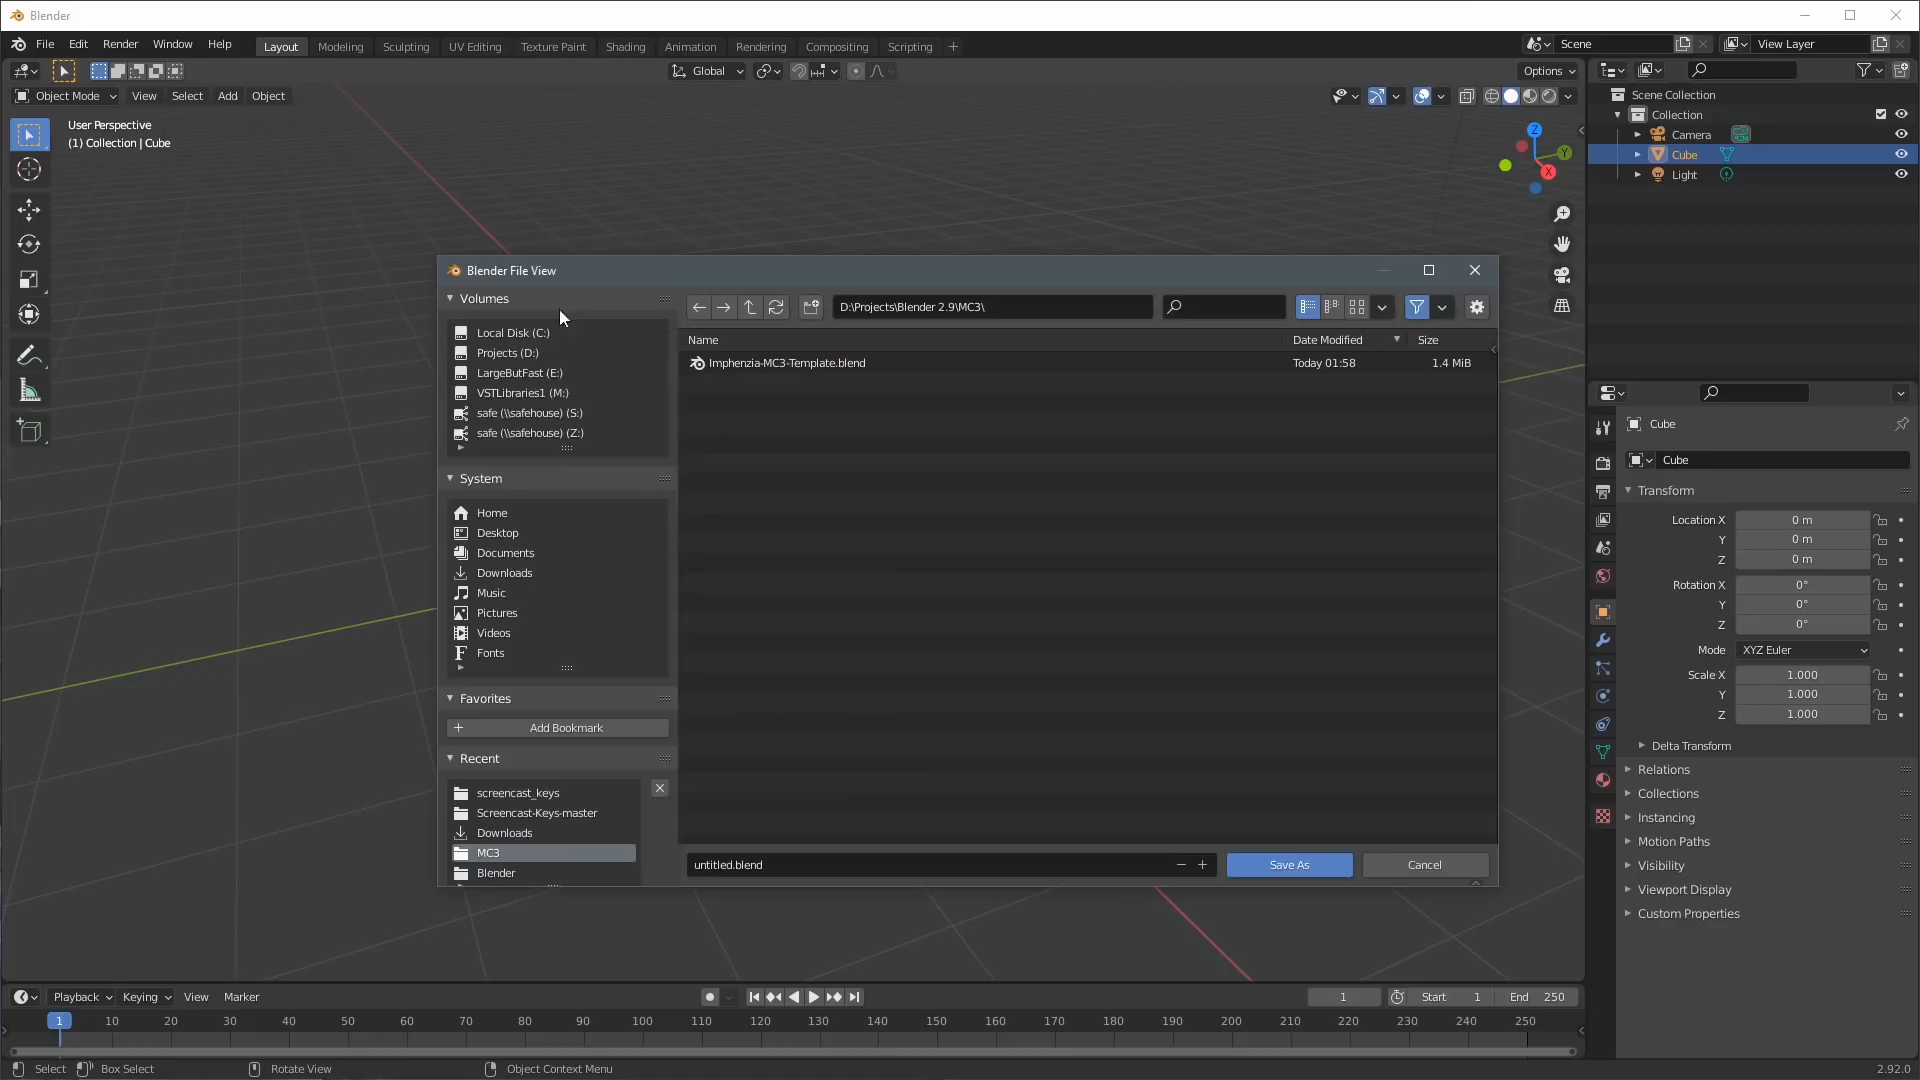 Blender
File Edit Render Window Help Layout Modeling Sculpting UV Editing Texture Paint Shading Animation Rendering Compositing Scripting + Scene View Layer
Global Options
Object Mode View Select Add Object
User Perspective
(1) Collection | Cube
Z
Y
X
Scene Collection
Collection
Camera
Cube
Light
Blender File View
Volumes
Local Disk (C:)
Projects (D:)
LargeButFast (E:)
VSTLibraries1 (M:)
safe (\\safehouse) (S:)
safe (\\safehouse) (Z:)
System
Home
Desktop
Documents
Downloads
Music
Pictures
Videos
Fonts
Favorites
Add Bookmark
Recent
screencast_keys
Screencast-Keys-master
Downloads
MC3
Blender
D:\Projects\Blender 2.9\MC3\
Name Date Modified Size
Imphenzia-MC3-Template.blend Today 01:58 1.4 MiB
untitled.blend Save As Cancel
Cube
Cube
Transform
Location X 0 m
Y 0 m
Z 0 m
Rotation X 0°
Y 0°
Z 0°
Mode XYZ Euler
Scale X 1.000
Y 1.000
Z 1.000
Delta Transform
Relations
Collections
Instancing
Motion Paths
Visibility
Viewport Display
Custom Properties
Playback Keying View Marker 1 Start 1 End 250
1 10 20 30 40 50 60 70 80 90 100 110 120 130 140 150 160 170 180 190 200 210 220 230 240 250
Select Box Select Rotate View Object Context Menu 2.92.0